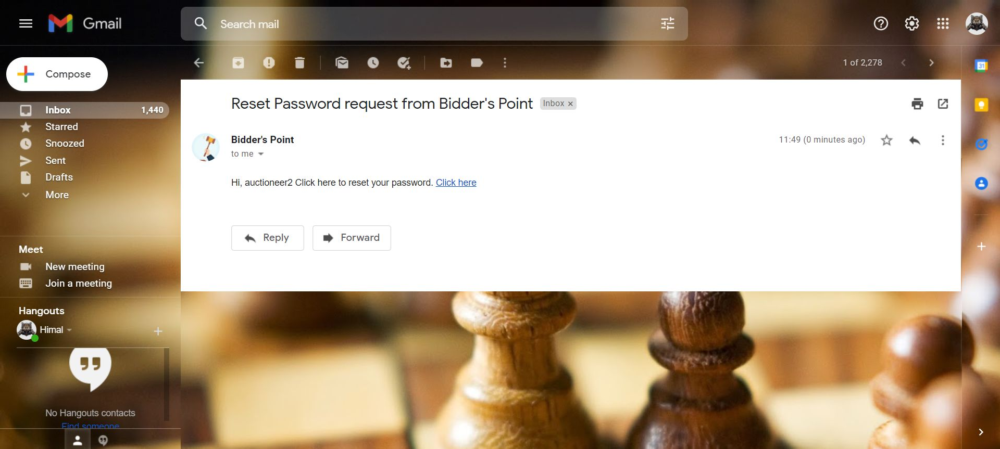 Gmail
Search mail
Compose
1 of 2,278
31
Inbox 1,440
Starred
Snoozed
Sent
Drafts
More
Meet
New meeting
Join a meeting
Hangouts
Himal
No Hangouts contacts
Find someone
Reset Password request from Bidder's Point Inbox ×
Bidder's Point 11:49 (0 minutes ago)
to me
Hi, auctioneer2 Click here to reset your password. Click here
Reply Forward